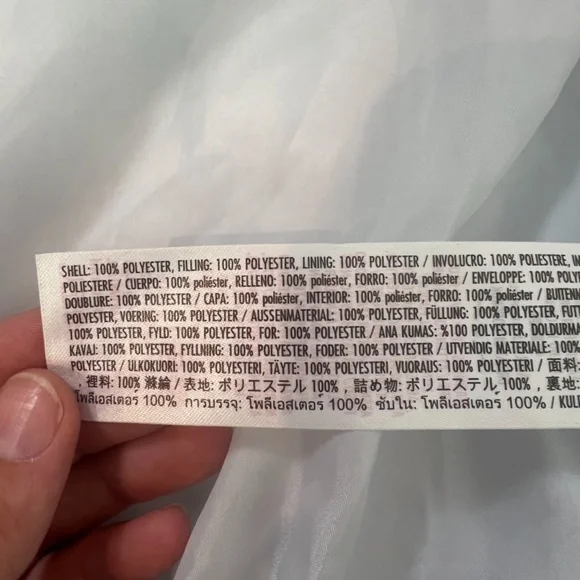 SHELL: 100% POLYESTER, FILLING: 100% POLYESTER, LINING: 100% POLYESTER / INVOLUCRO: 100% POLIESTERE,
POLIESTERE / CUERPO: 100% poliéster, RELLENO: 100% poliéster, FORRO: 100% poliéster / ENVELOPPE: 100%
DOUBLURE: 100% POLYESTER / CAPA: 100% poliéster, INTERIOR: 100% poliéster, FORRO: 100% poliéster /
POLYESTER, VOERING: 100% POLYESTER / AUSSENMATERIAL: 100% POLYESTER, FÜLLUNG: 100% POLYESTER,
100% POLYESTER, FYLD: 100% POLYESTER, FOR: 100% POLYESTER / ANA KUMAS: %100 POLYESTER,
KAVAJ: 100% POLYESTER, FYLLNING: 100% POLYESTER, FODER: 100% POLYESTER / UTVENDIG MATERIALE: 100%
POLYESTER / ULKOKUORI: 100% POLYESTERI, TÄYTE: 100% POLYESTERI, VUORAUS: 100% POLYESTERI / 面料:
, 裡料: 100% 滌綸 / 表地: ポリエステル 100% , 詰め物: ポリエステル 100% , 裏地:
โพลีเอสเตอร์ 100% การบรรจุ: โพลีเอสเตอร์ 100% ซับใน: โพลีเอสเตอร์ 100% /